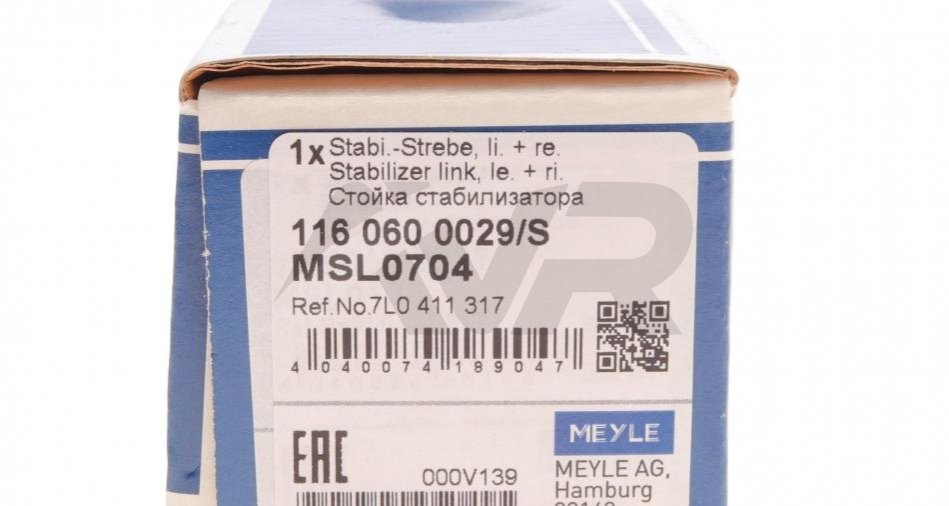 1x Stabi.-Strebe, li. + re.
Stabilizer link, le. + ri.
Стойка стабилизатора
116 060 0029/S
MSL0704
Ref.No.7L0 411 317
4 040074 189047
EAC
000V139
MEYLE
MEYLE AG,
Hamburg
VR